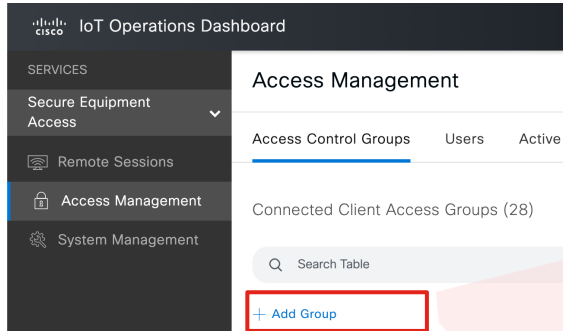 cisco IoT Operations Dashboard
SERVICES
Secure Equipment
Access
Remote Sessions
Access Management
System Management
Access Management
Access Control Groups Users Active
Connected Client Access Groups (28)
Search Table
+ Add Group